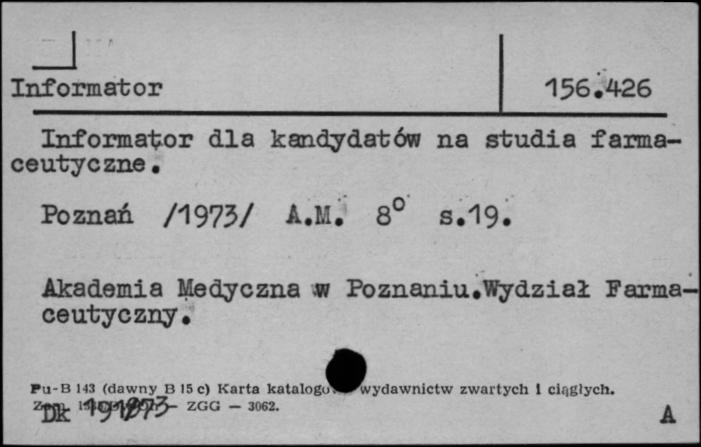 Informator
156.426
Informator dla kandydatów na studia farma-
ceutyczne.
Poznań /1973/ A.M. 8° s.19.
Akademia Medyczna w Poznaniu.Wydział Farma-
ceutyczny.
Pu-B 143 (dawny B 15 c) Karta wydawnictw zwartych i ciągłych.
ZGG — 3062.
Dk A